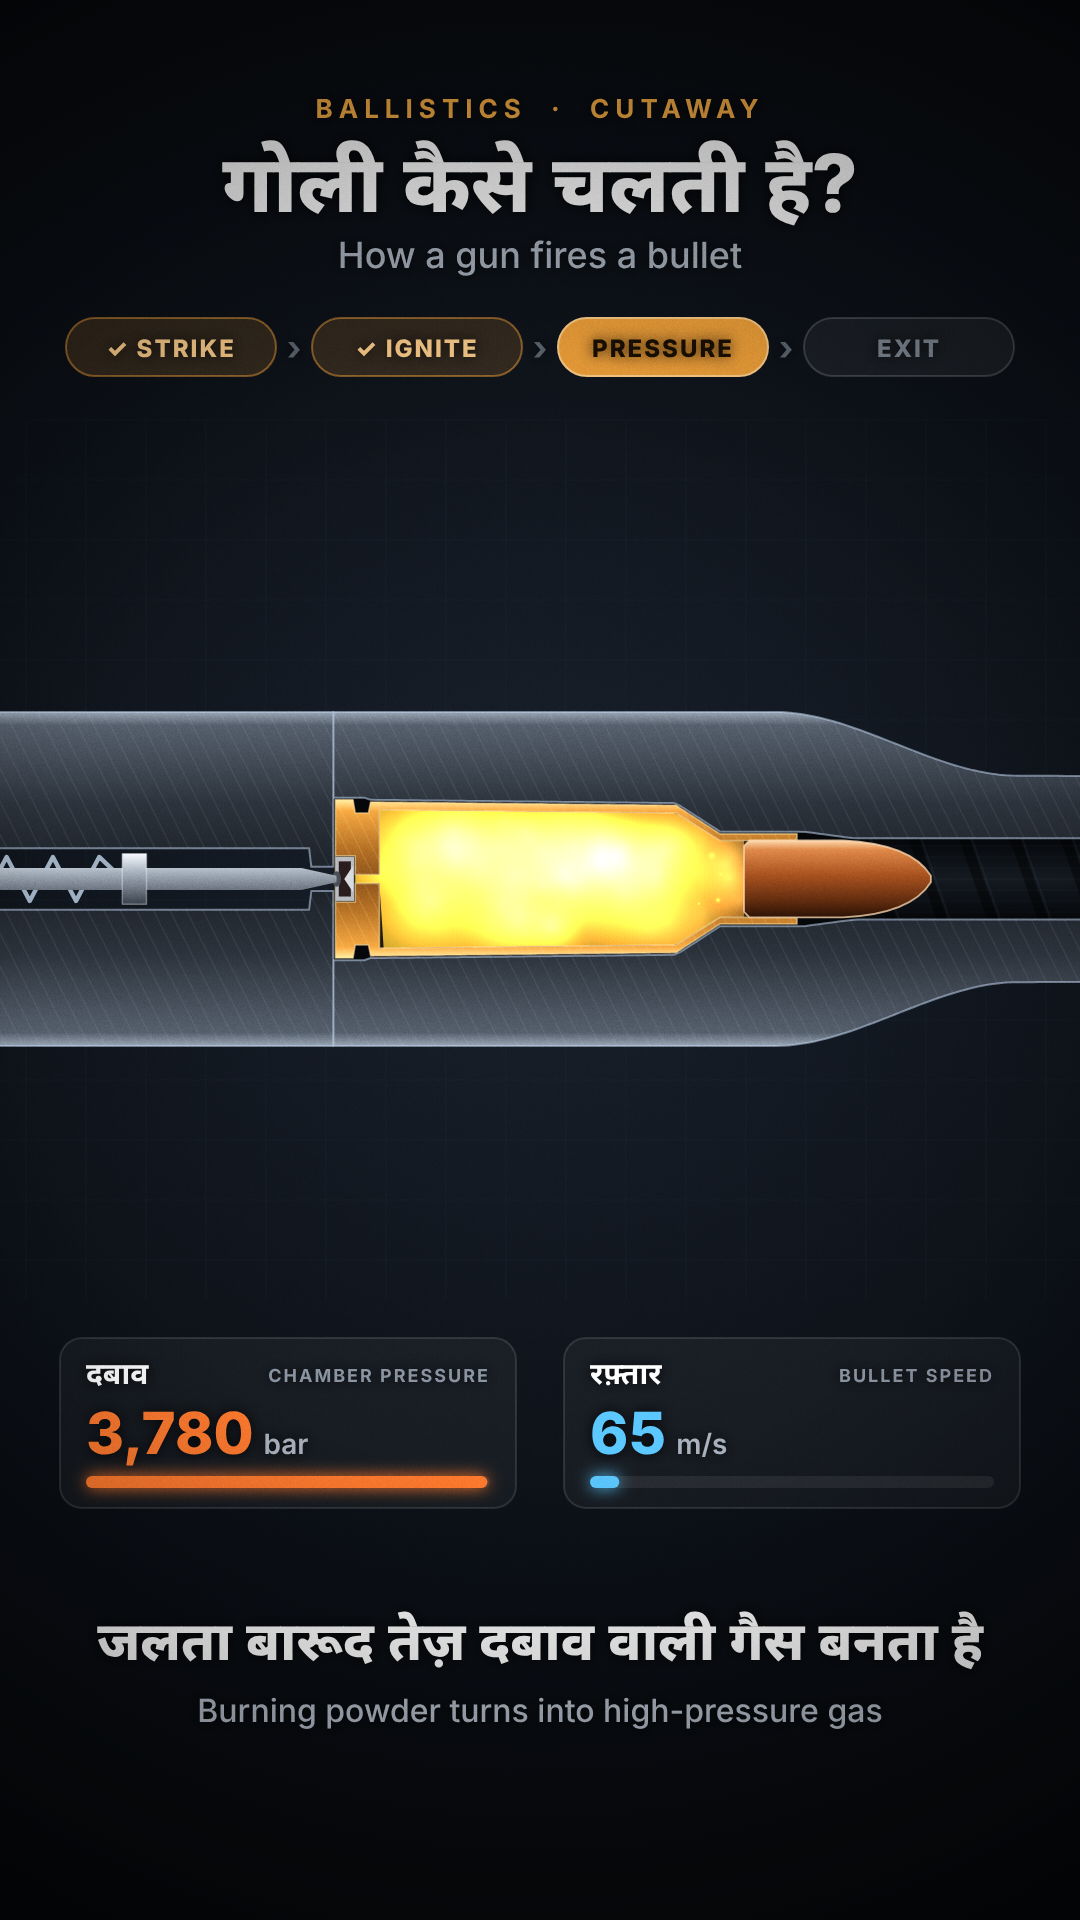 BALLISTICS · CUTAWAY
गोली कैसे चलती है?
How a gun fires a bullet
✓ STRIKE › ✓ IGNITE › PRESSURE › EXIT
दबाव CHAMBER PRESSURE
3,780 bar
रफ़्तार BULLET SPEED
65 m/s
जलता बारूद तेज़ दबाव वाली गैस बनता है
Burning powder turns into high-pressure gas